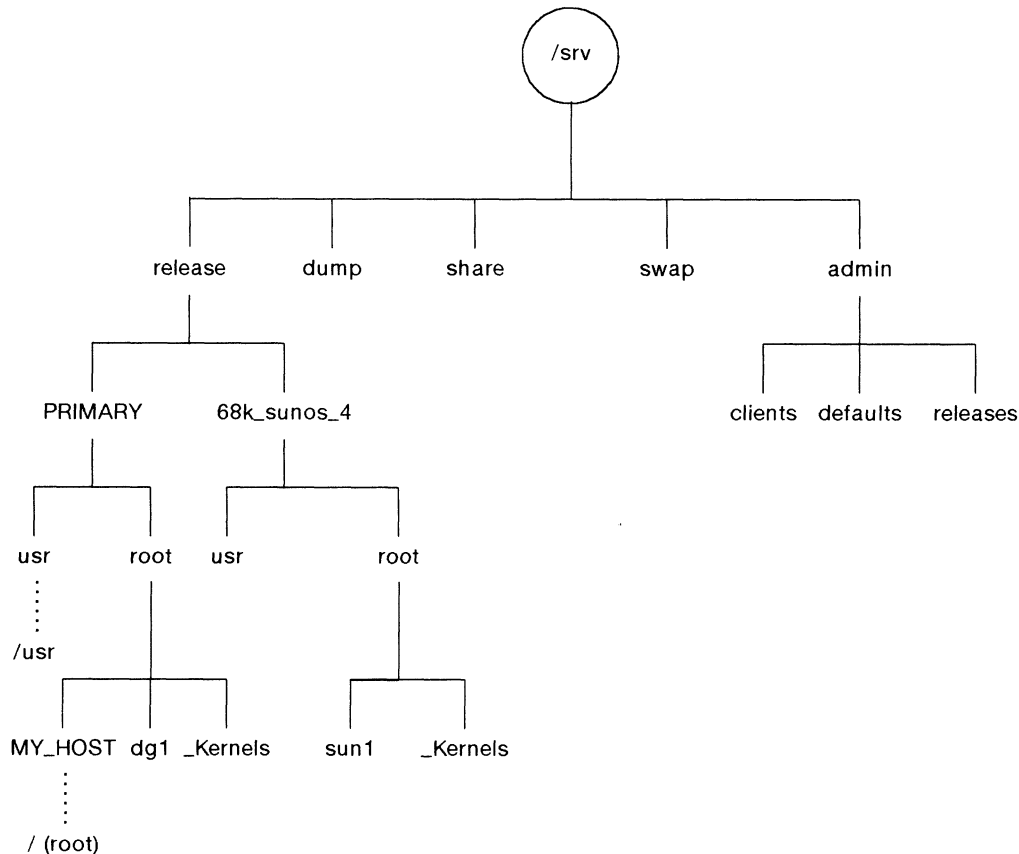 /srv
release dump share swap admin
PRIMARY 68k_sunos_4 clients defaults releases
usr root usr root
/usr
MY_HOST dg1 _Kernels sun1 _Kernels
/ (root)